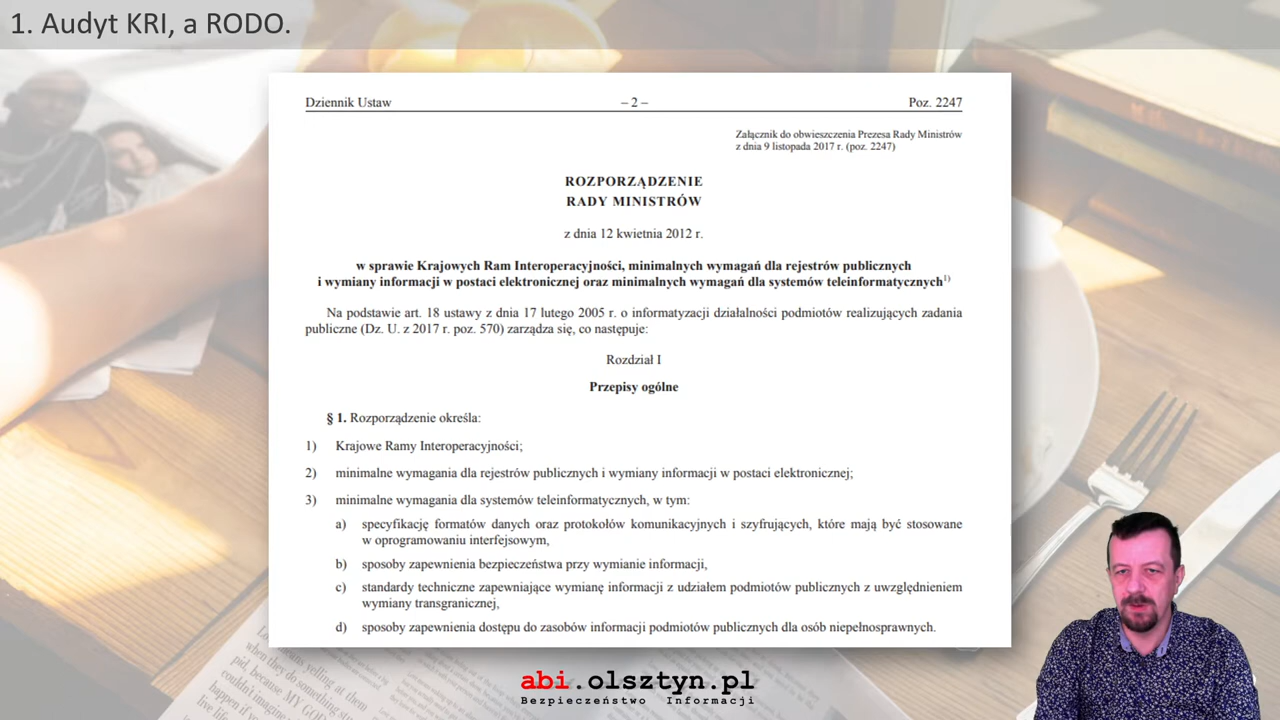 1. Audyt KRI, a RODO.
Dziennik Ustaw – 2 – Poz. 2247
Załącznik do obwieszczenia Prezesa Rady Ministrów
z dnia 9 listopada 2017 r. (poz. 2247)
ROZPORZĄDZENIE
RADY MINISTRÓW
z dnia 12 kwietnia 2012 r.
w sprawie Krajowych Ram Interoperacyjności, minimalnych wymagań dla rejestrów publicznych
i wymiany informacji w postaci elektronicznej oraz minimalnych wymagań dla systemów teleinformatycznych1)
Na podstawie art. 18 ustawy z dnia 17 lutego 2005 r. o informatyzacji działalności podmiotów realizujących zadania
publiczne (Dz. U. z 2017 r. poz. 570) zarządza się, co następuje:
Rozdział I
Przepisy ogólne
§ 1. Rozporządzenie określa:
1) Krajowe Ramy Interoperacyjności;
2) minimalne wymagania dla rejestrów publicznych i wymiany informacji w postaci elektronicznej;
3) minimalne wymagania dla systemów teleinformatycznych, w tym:
a) specyfikację formatów danych oraz protokołów komunikacyjnych i szyfrujących, które mają być stosowane
w oprogramowaniu interfejsowym,
b) sposoby zapewnienia bezpieczeństwa przy wymianie informacji,
c) standardy techniczne zapewniające wymianę informacji z udziałem podmiotów publicznych z uwzględnieniem
wymiany transgranicznej,
d) sposoby zapewnienia dostępu do zasobów informacji podmiotów publicznych dla osób niepełnosprawnych.
abi.olsztyn.pl
Bezpieczeństwo Informacji